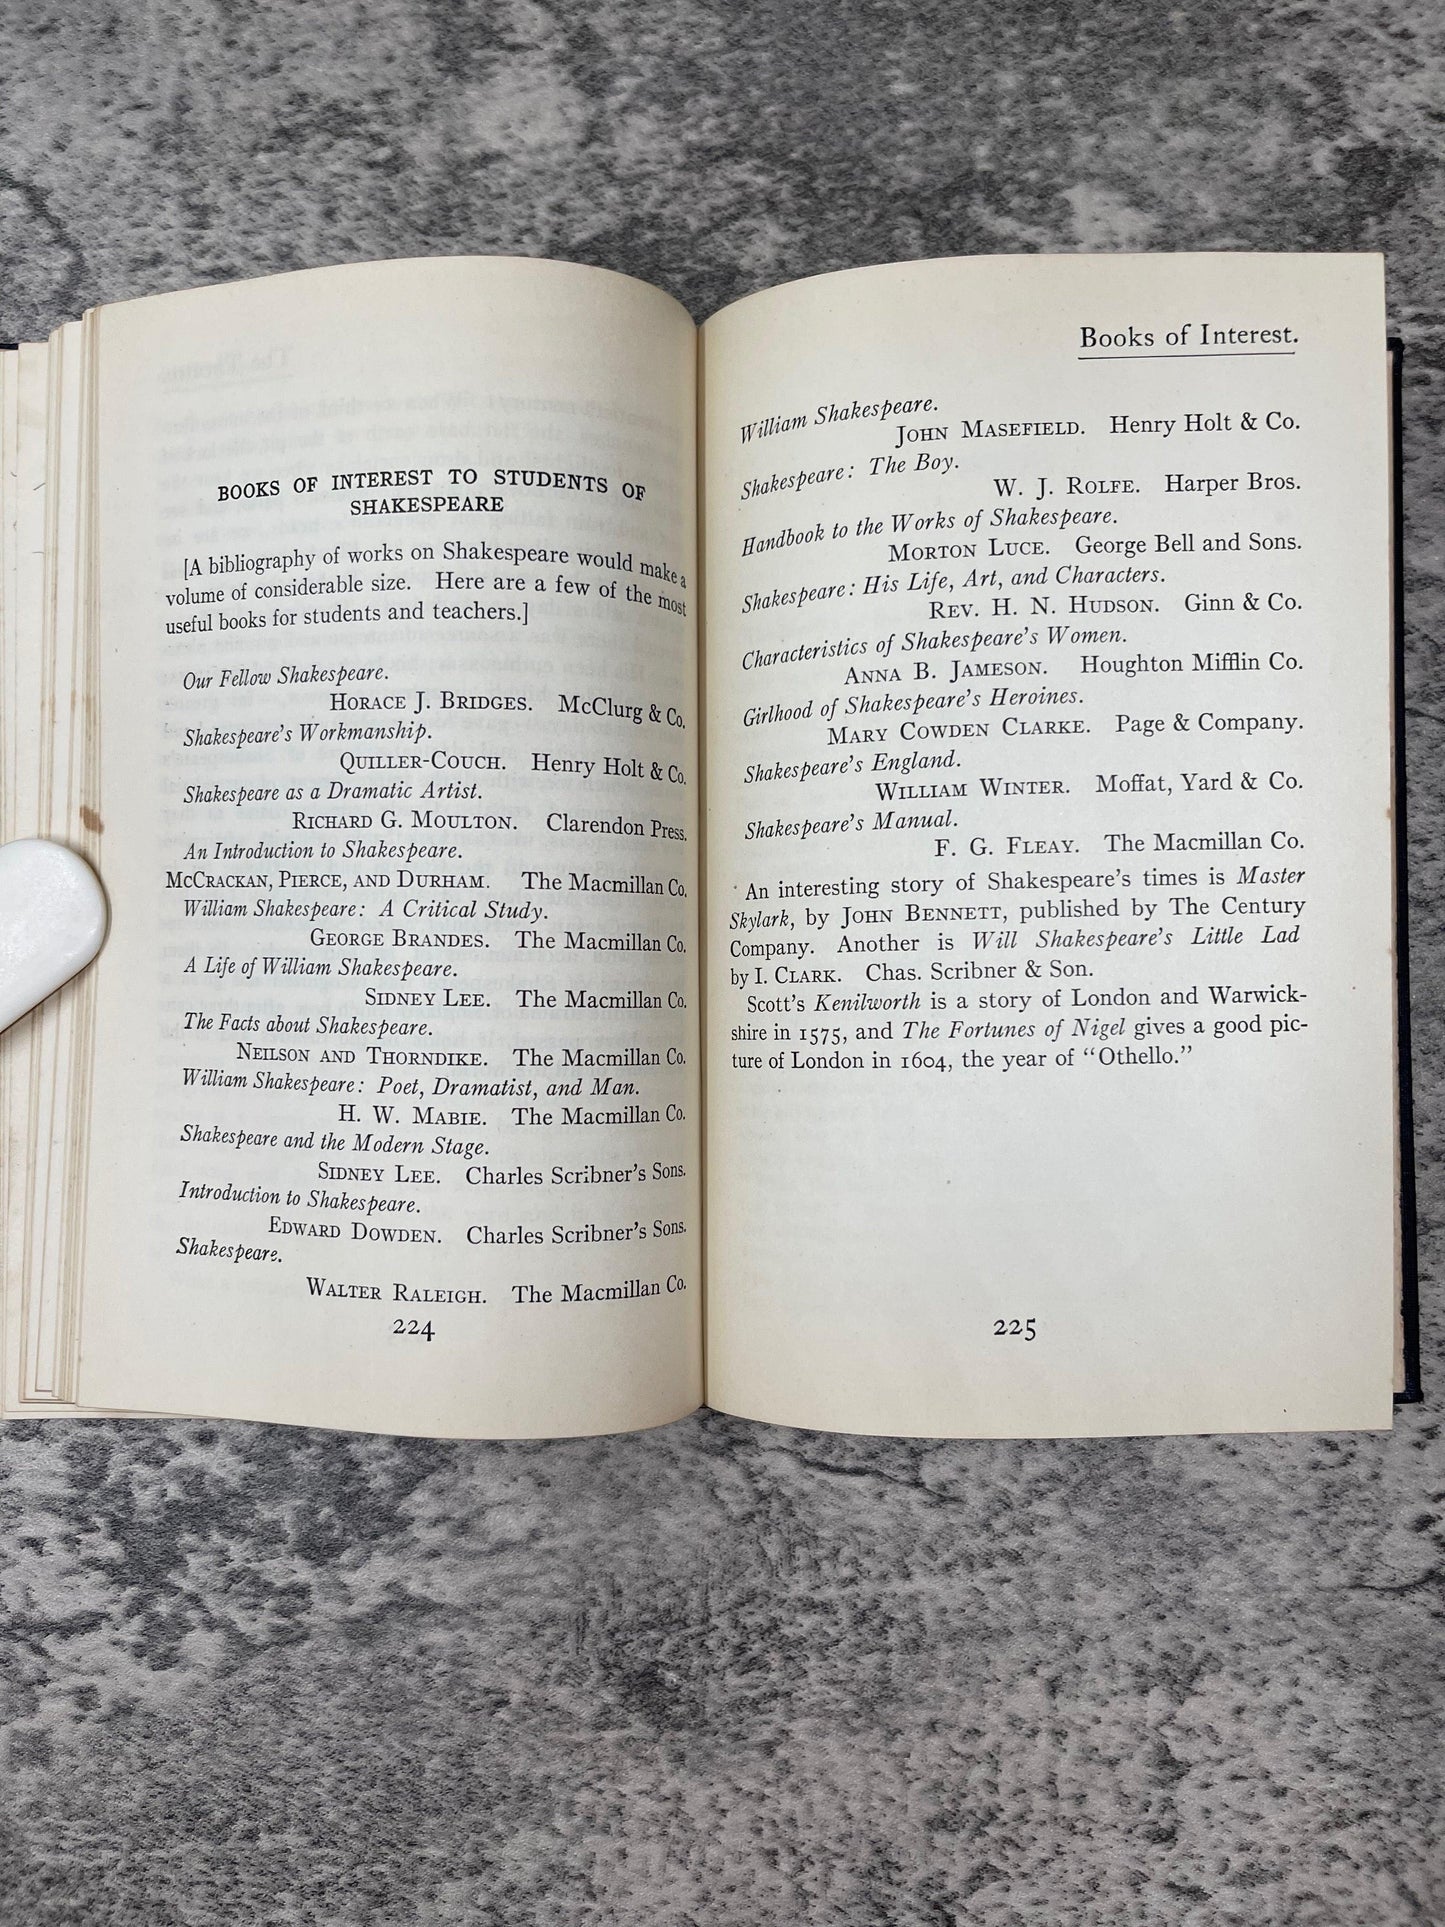 BOOKS OF INTEREST TO STUDENTS OF
SHAKESPEARE
[A bibliography of works on Shakespeare would make a
volume of considerable size. Here are a few of the most
useful books for students and teachers.]
Our Fellow Shakespeare.
HORACE J. BRIDGES. McClurg & Co.
Shakespeare's Workmanship.
QUILLER-COUCH. Henry Holt & Co.
Shakespeare as a Dramatic Artist.
RICHARD G. MOULTON. Clarendon Press.
An Introduction to Shakespeare.
MCCRACKAN, PIERCE, AND DURHAM. The Macmillan Co.
William Shakespeare: A Critical Study.
GEORGE BRANDES. The Macmillan Co.
A Life of William Shakespeare.
SIDNEY LEE. The Macmillan Co.
The Facts about Shakespeare.
NEILSON AND THORNDIKE. The Macmillan Co.
William Shakespeare: Poet, Dramatist, and Man.
H. W. MABIE. The Macmillan Co.
Shakespeare and the Modern Stage.
SIDNEY LEE. Charles Scribner's Sons.
Introduction to Shakespeare.
EDWARD DOWDEN. Charles Scribner's Sons.
Shakespeare.
WALTER RALEIGH. The Macmillan Co.
224
Books of Interest.
William Shakespeare.
JOHN MASEFIELD. Henry Holt & Co.
Shakespeare: The Boy.
W. J. ROLFE. Harper Bros.
Handbook to the Works of Shakespeare.
MORTON LUCE. George Bell and Sons.
Shakespeare: His Life, Art, and Characters.
REV. H. N. HUDSON. Ginn & Co.
Characteristics of Shakespeare's Women.
ANNA B. JAMESON. Houghton Mifflin Co.
Girlhood of Shakespeare's Heroines.
MARY COWDEN CLARKE. Page & Company.
Shakespeare's England.
WILLIAM WINTER. Moffat, Yard & Co.
Shakespeare's Manual.
F. G. FLEAY. The Macmillan Co.
An interesting story of Shakespeare's times is Master
Skylark, by JOHN BENNETT, published by The Century
Company. Another is Will Shakespeare's Little Lad
by I. CLARK. Chas. Scribner & Son.
Scott's Kenilworth is a story of London and Warwick-
shire in 1575, and The Fortunes of Nigel gives a good pic-
ture of London in 1604, the year of "Othello."
225